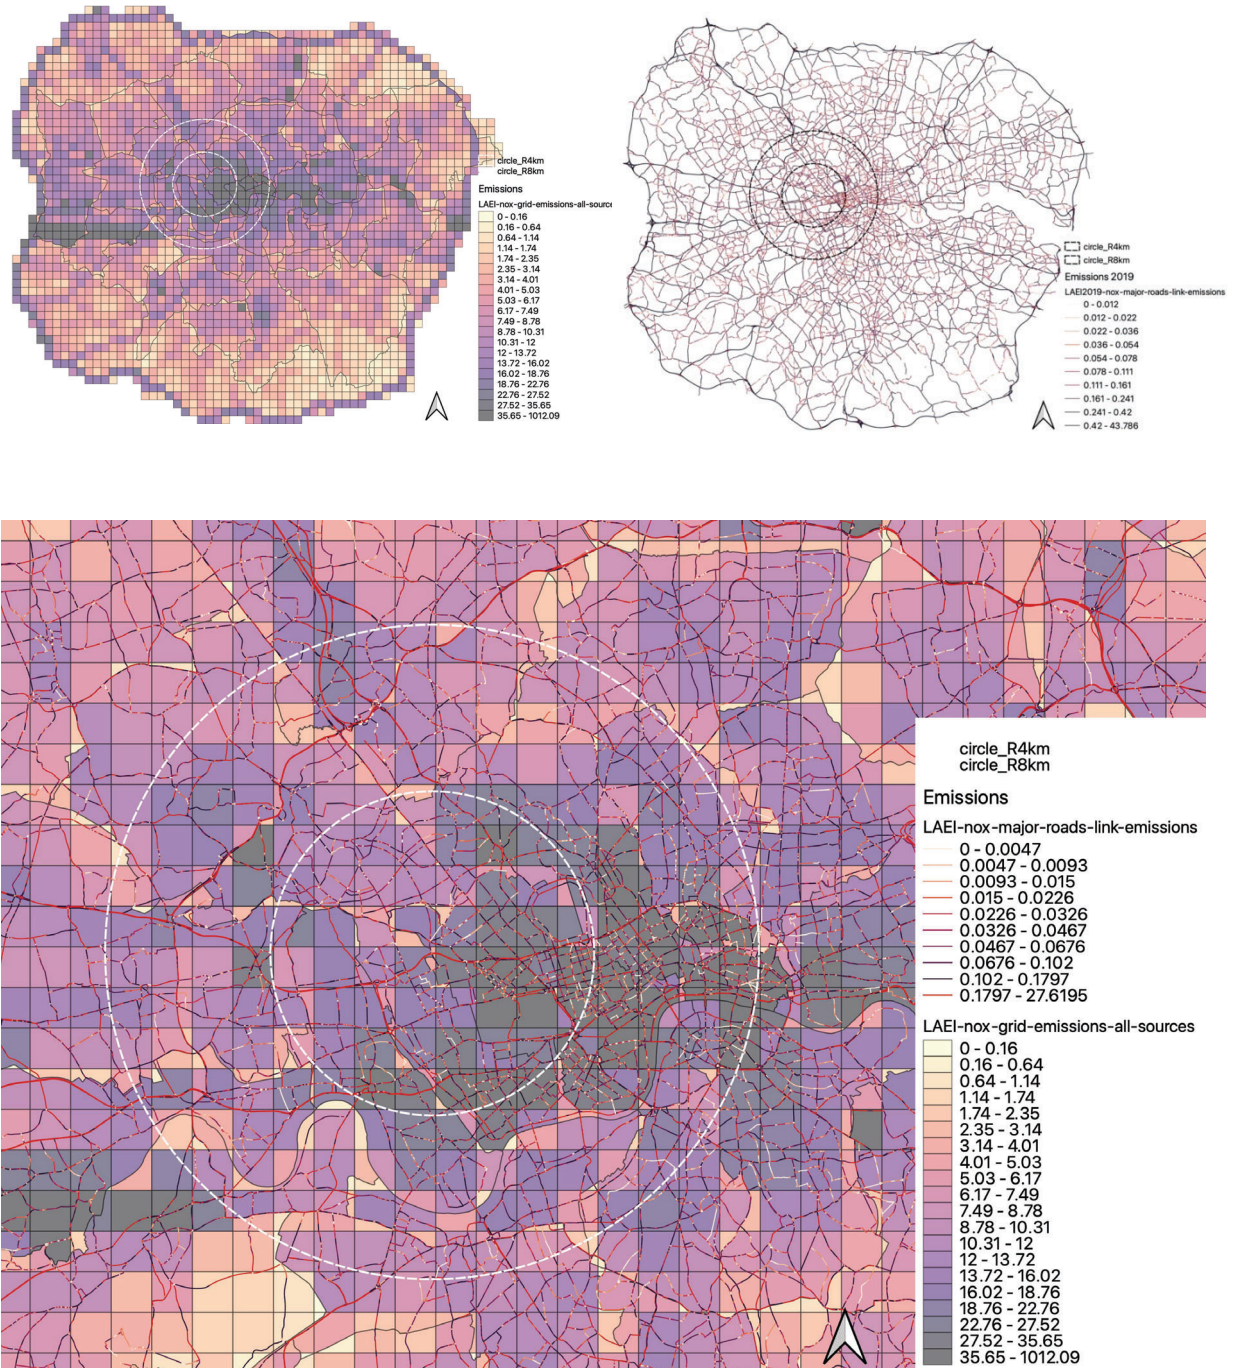 circle_R4km
circle_R8km
Emissions
LAEI-nox-grid-emissions-all-sourc
0 - 0.16
0.16 - 0.64
0.64 - 1.14
1.14 - 1.74
1.74 - 2.35
2.35 - 3.14
3.14 - 4.01
4.01 - 5.03
5.03 - 6.17
6.17 - 7.49
7.49 - 8.78
8.78 - 10.31
10.31 - 12
12 - 13.72
13.72 - 16.02
16.02 - 18.76
18.76 - 22.76
22.76 - 27.52
27.52 - 35.65
35.65 - 1012.09
circle_R4km
circle_R8km
Emissions 2019
LAEI2019-nox-major-roads-link-emissions
0 - 0.012
0.012 - 0.022
0.022 - 0.036
0.036 - 0.054
0.054 - 0.078
0.078 - 0.111
0.111 - 0.161
0.161 - 0.241
0.241 - 0.42
0.42 - 43.786
circle_R4km
circle_R8km
Emissions
LAEI-nox-major-roads-link-emissions
0 - 0.0047
0.0047 - 0.0093
0.0093 - 0.015
0.015 - 0.0226
0.0226 - 0.0326
0.0326 - 0.0467
0.0467 - 0.0676
0.0676 - 0.102
0.102 - 0.1797
0.1797 - 27.6195
LAEI-nox-grid-emissions-all-sources
0 - 0.16
0.16 - 0.64
0.64 - 1.14
1.14 - 1.74
1.74 - 2.35
2.35 - 3.14
3.14 - 4.01
4.01 - 5.03
5.03 - 6.17
6.17 - 7.49
7.49 - 8.78
8.78 - 10.31
10.31 - 12
12 - 13.72
13.72 - 16.02
16.02 - 18.76
18.76 - 22.76
22.76 - 27.52
27.52 - 35.65
35.65 - 1012.09